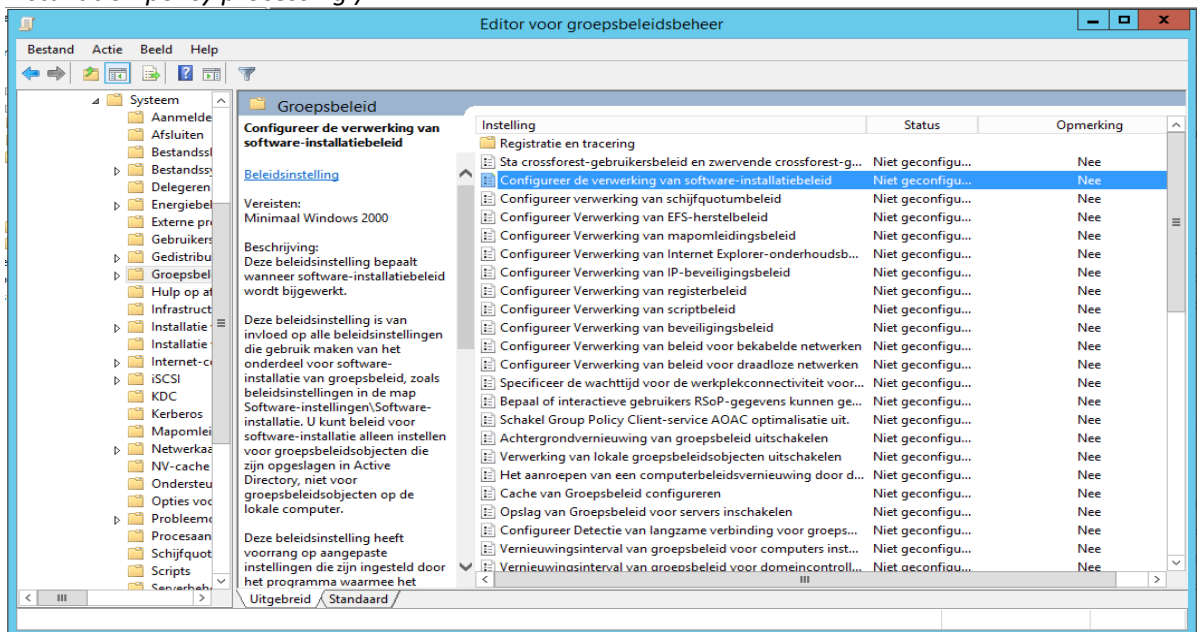 Editor voor groepsbeleidsbeheer
Bestand Actie Beeld Help
Systeem
Aanmelde
Afsluiten
Bestandssl
Bestandssy
Delegeren
Energiebel
Externe pr
Gebruikers
Gedistribu
Groepsbel
Hulp op af
Infrastruct
Installatie
Installatie
Internet-c
iSCSI
KDC
Kerberos
Mapomlei
Netwerkaa
NV-cache
Ondersteu
Opties voo
Probleemo
Procesaan
Schijfquot
Scripts
Serverbeh
Groepsbeleid
Configureer de verwerking van
software-installatiebeleid
Beleidsinstelling
Vereisten:
Minimaal Windows 2000
Beschrijving:
Deze beleidsinstelling bepaalt
wanneer software-installatiebeleid
wordt bijgewerkt.
Deze beleidsinstelling is van
invloed op alle beleidsinstellingen
die gebruik maken van het
onderdeel voor software-
installatie van groepsbeleid, zoals
beleidsinstellingen in de map
Software-instellingen\Software-
installatie. U kunt beleid voor
software-installatie alleen instellen
voor groepsbeleidsobjecten die
zijn opgeslagen in Active
Directory, niet voor
groepsbeleidsobjecten op de
lokale computer.
Deze beleidsinstelling heeft
voorrang op aangepaste
instellingen die zijn ingesteld door
het programma waarmee het
Instelling Status Opmerking
Registratie en tracering
Sta crossforest-gebruikersbeleid en zwervende crossforest-g... Niet geconfigu... Nee
Configureer de verwerking van software-installatiebeleid Niet geconfigu... Nee
Configureer verwerking van schijfquotumbeleid Niet geconfigu... Nee
Configureer Verwerking van EFS-herstelbeleid Niet geconfigu... Nee
Configureer Verwerking van mapomleidingsbeleid Niet geconfigu... Nee
Configureer Verwerking van Internet Explorer-onderhoudsb... Niet geconfigu... Nee
Configureer Verwerking van IP-beveiligingsbeleid Niet geconfigu... Nee
Configureer Verwerking van registerbeleid Niet geconfigu... Nee
Configureer Verwerking van scriptbeleid Niet geconfigu... Nee
Configureer Verwerking van beveiligingsbeleid Niet geconfigu... Nee
Configureer Verwerking van beleid voor bekabelde netwerken Niet geconfigu... Nee
Configureer Verwerking van beleid voor draadloze netwerken Niet geconfigu... Nee
Specificeer de wachttijd voor de werkplekconnectiviteit voor... Niet geconfigu... Nee
Bepaal of interactieve gebruikers RSoP-gegevens kunnen ge... Niet geconfigu... Nee
Schakel Group Policy Client-service AOAC optimalisatie uit. Niet geconfigu... Nee
Achtergrondvernieuwing van groepsbeleid uitschakelen Niet geconfigu... Nee
Verwerking van lokale groepsbeleidsobjecten uitschakelen Niet geconfigu... Nee
Het aanroepen van een computerbeleidsvernieuwing door d... Niet geconfigu... Nee
Cache van Groepsbeleid configureren Niet geconfigu... Nee
Opslag van Groepsbeleid voor servers inschakelen Niet geconfigu... Nee
Configureer Detectie van langzame verbinding voor groeps... Niet geconfigu... Nee
Vernieuwingsinterval van groepsbeleid voor computers inst... Niet geconfigu... Nee
Vernieuwingsinterval van groepsbeleid voor domeincontroll... Niet geconfigu... Nee
Uitgebreid Standaard